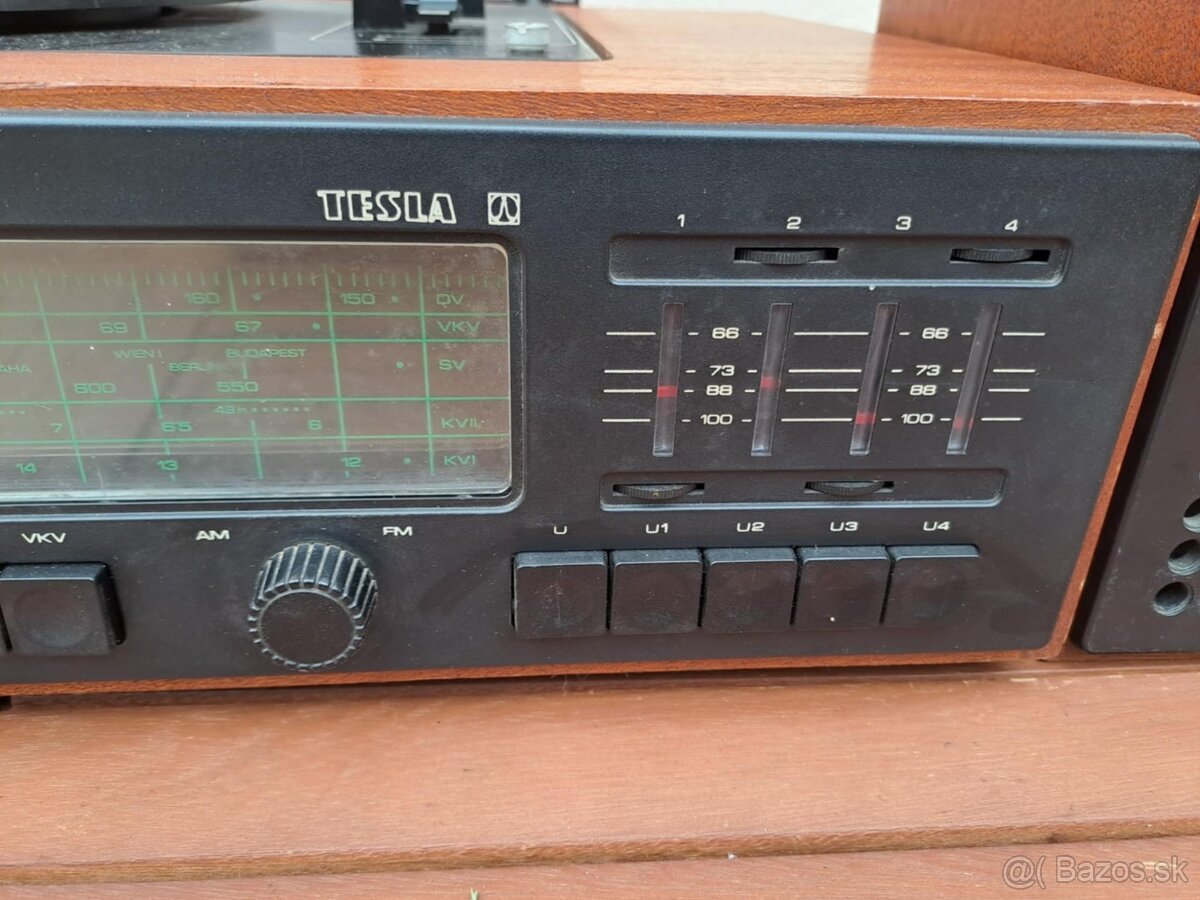 TESLA
1 2 3 4
160 150 DV
69 67 VKV
WIEN I BUDAPEST
AHA BERLIN SV
600 550
49m
7 6.5 6 KVII.
14 13 12 KVI
66 66
73 73
88 88
100 100
VKV AM FM
U U1 U2 U3 U4
@( Bazos.sk